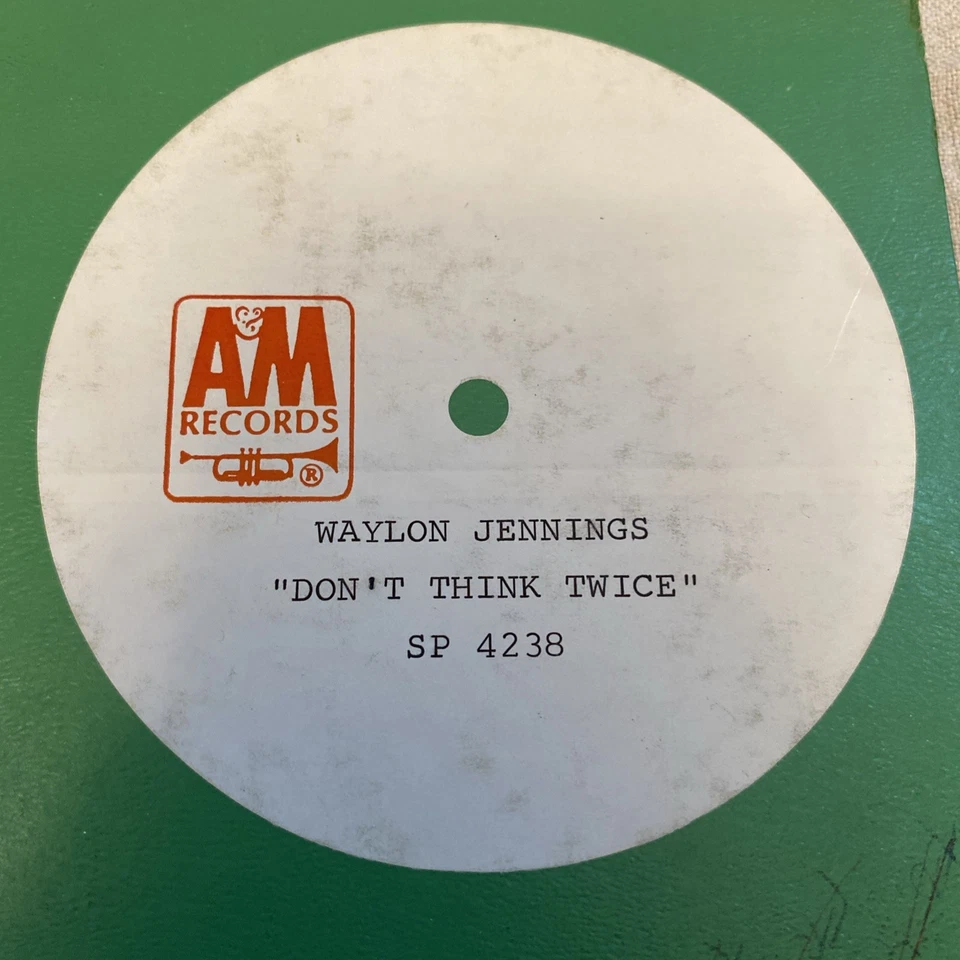 A&M
RECORDS
®
WAYLON JENNINGS
"DON'T THINK TWICE"
SP 4238